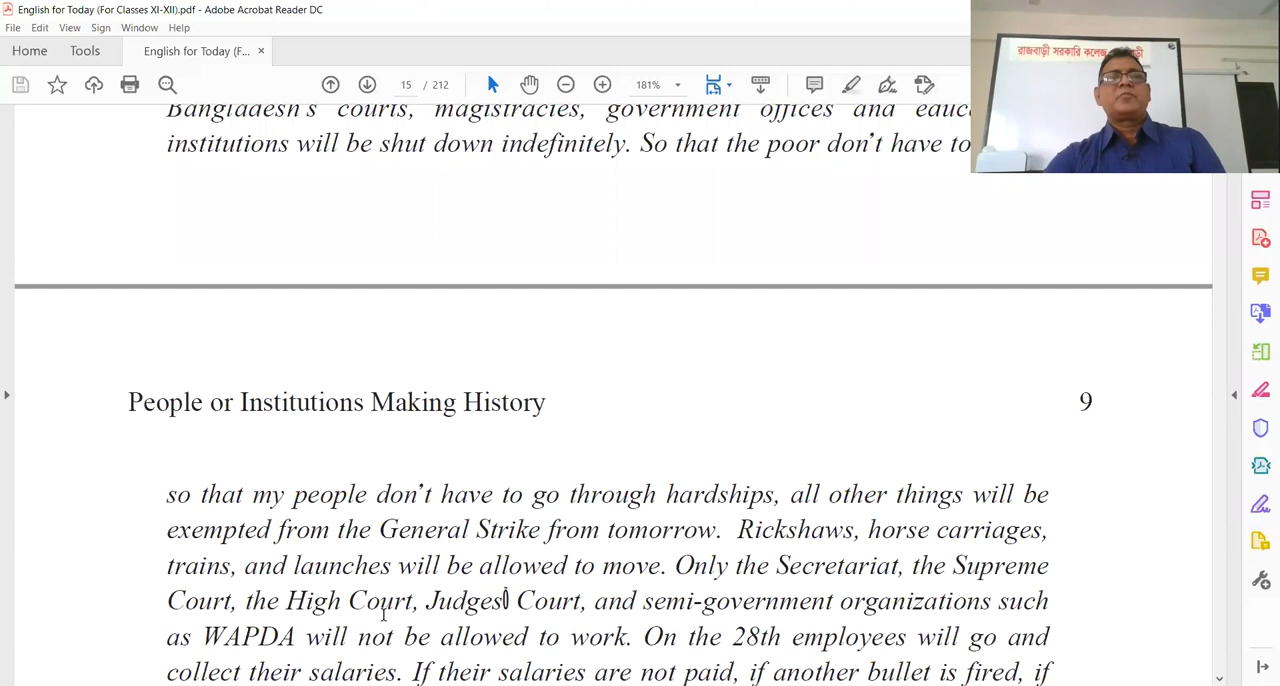 English for Today (For Classes XI-XII).pdf - Adobe Acrobat Reader DC
File Edit View Sign Window Help
Home Tools English for Today (F... ×
15 / 212 181%
রাজবাড়ী সরকারি কলেজ
Bangladesh's courts, magistracies, government offices and educa
institutions will be shut down indefinitely. So that the poor don't have to
People or Institutions Making History 9
so that my people don't have to go through hardships, all other things will be
exempted from the General Strike from tomorrow. Rickshaws, horse carriages,
trains, and launches will be allowed to move. Only the Secretariat, the Supreme
Court, the High Court, Judges Court, and semi-government organizations such
as WAPDA will not be allowed to work. On the 28th employees will go and
collect their salaries. If their salaries are not paid, if another bullet is fired, if